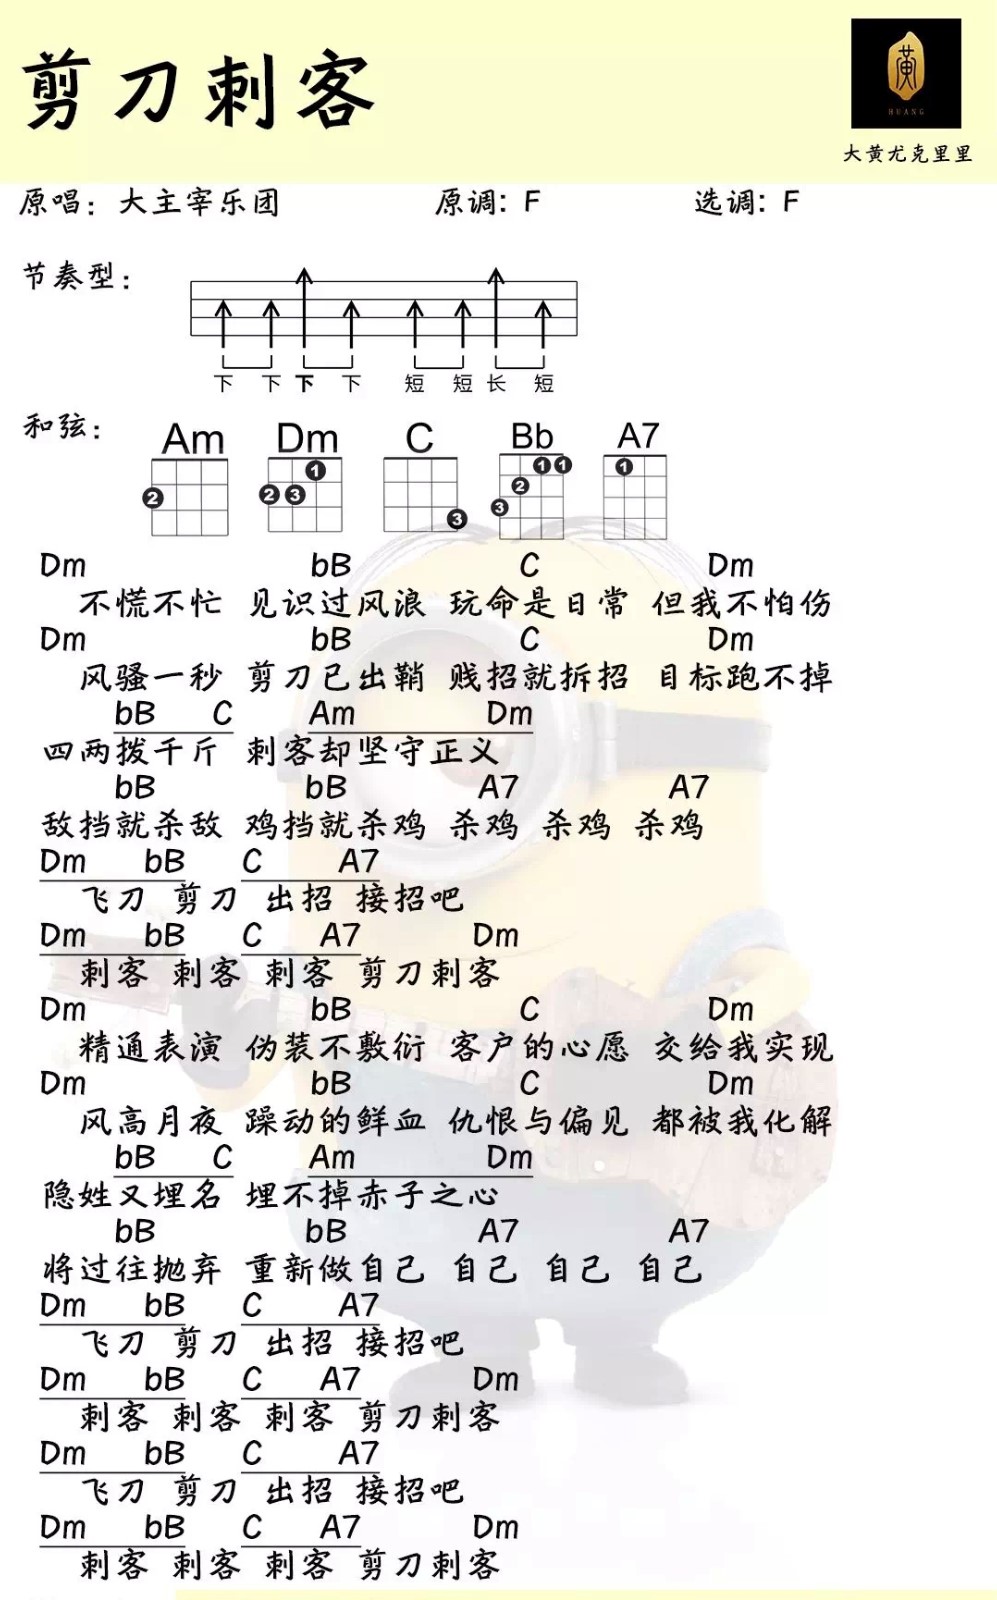 剪刀刺客
黄
HUANG
大黄尤克里里
原唱：大主宰乐团 原调：F 选调：F
节奏型：
下 下 下 下 短 短 长 短
和弦： Am Dm C Bb A7
2 2 3 1 3 3 2 1 1 1
Dm bB C Dm
不慌不忙 见识过风浪 玩命是日常 但我不怕伤
Dm bB C Dm
风骚一秒 剪刀已出鞘 贱招就拆招 目标跑不掉
bB C Am Dm
四两拨千斤 刺客却坚守正义
bB bB A7 A7
敌挡就杀敌 鸡挡就杀鸡 杀鸡 杀鸡 杀鸡
Dm bB C A7
飞刀 剪刀 出招 接招吧
Dm bB C A7 Dm
刺客 刺客 刺客 剪刀刺客
Dm bB C Dm
精通表演 伪装不敷衍 客户的心愿 交给我实现
Dm bB C Dm
风高月夜 躁动的鲜血 仇恨与偏见 都被我化解
bB C Am Dm
隐姓又埋名 埋不掉赤子之心
bB bB A7 A7
将过往抛弃 重新做自己 自己 自己 自己
Dm bB C A7
飞刀 剪刀 出招 接招吧
Dm bB C A7 Dm
刺客 刺客 刺客 剪刀刺客
Dm bB C A7
飞刀 剪刀 出招 接招吧
Dm bB C A7 Dm
刺客 刺客 刺客 剪刀刺客